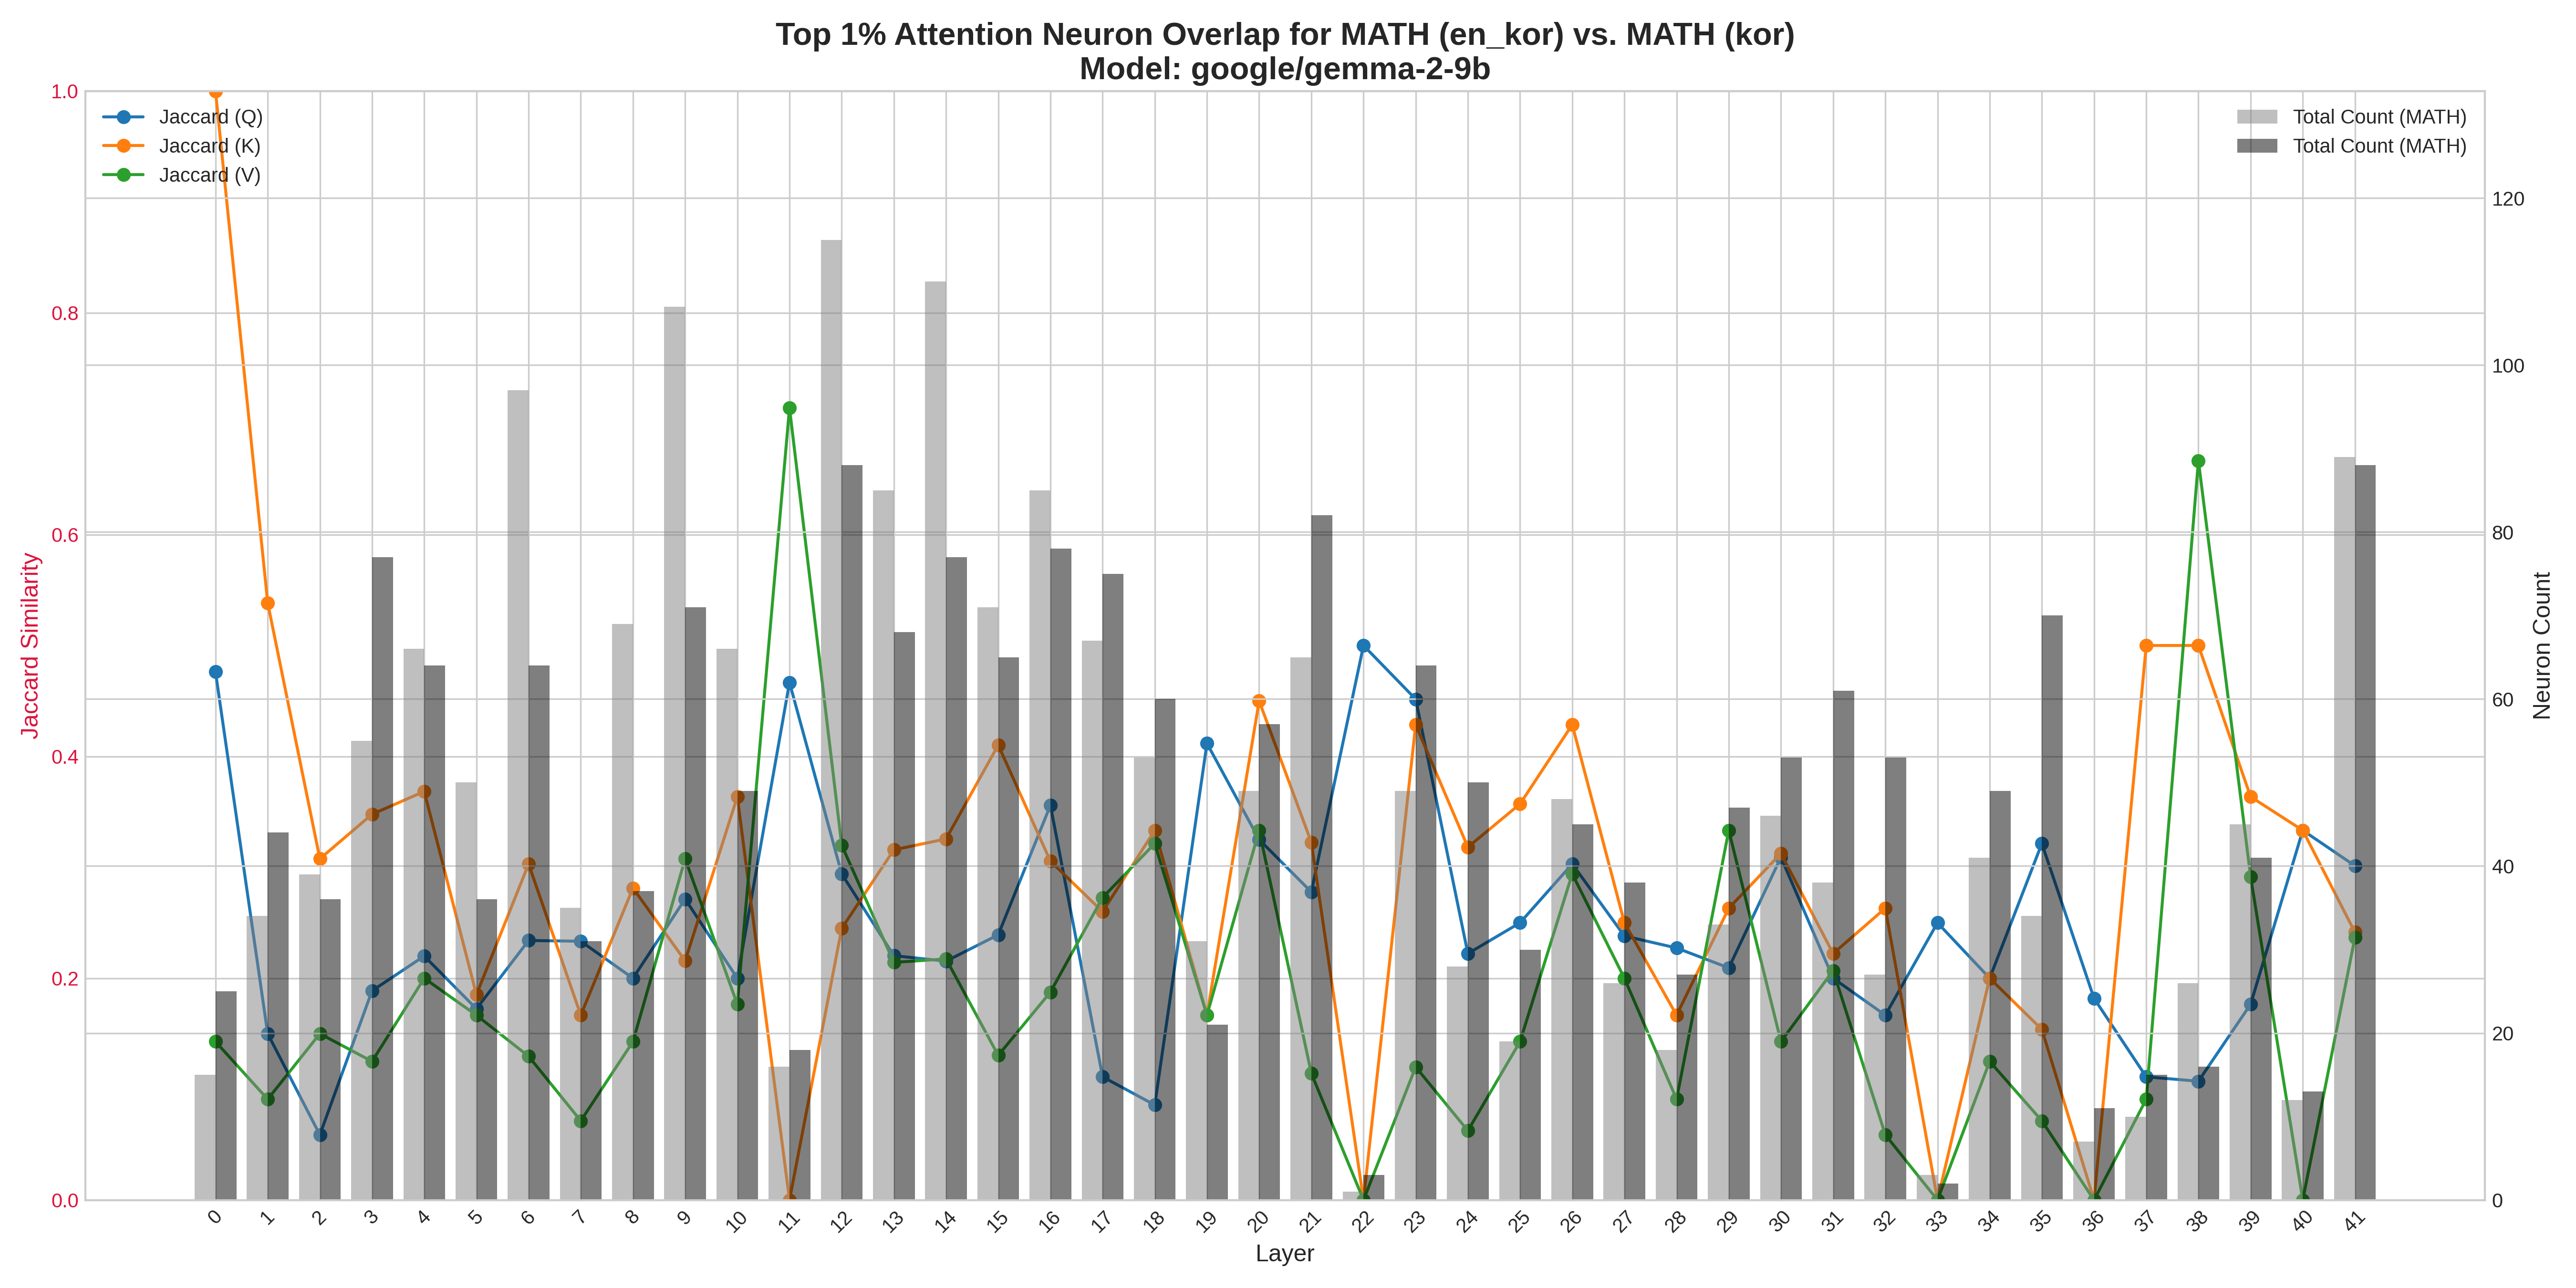 Top 1% Attention Neuron Overlap for MATH (en_kor) vs. MATH (kor)
Model: google/gemma-2-9b
Jaccard (Q)
Jaccard (K)
Jaccard (V)
Total Count (MATH)
Total Count (MATH)
Jaccard Similarity
1.0
0.8
0.6
0.4
0.2
0.0
Neuron Count
120
100
80
60
40
20
0
0 1 2 3 4 5 6 7 8 9 10 11 12 13 14 15 16 17 18 19 20 21 22 23 24 25 26 27 28 29 30 31 32 33 34 35 36 37 38 39 40 41
Layer